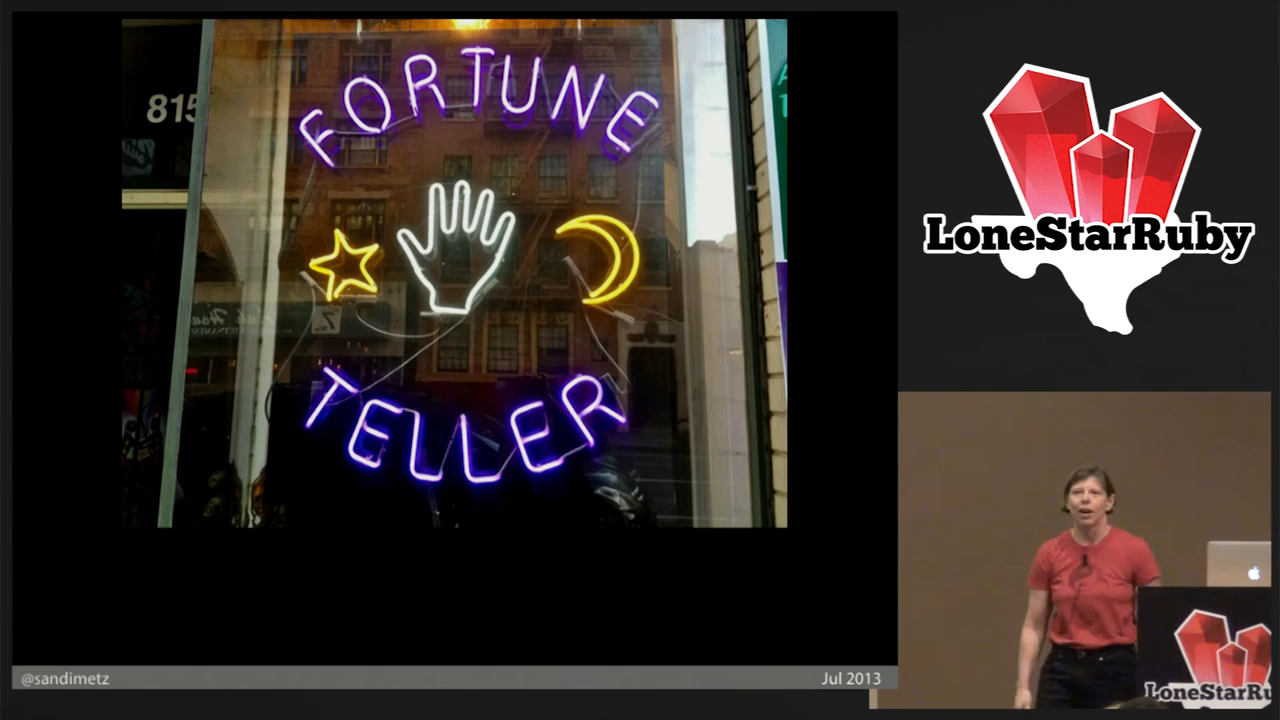 815
FORTUNE
TELLER
LoneStarRuby
@sandimetz
Jul 2013
LoneStarRu